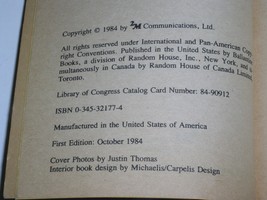 Copyright © 1984 by 2M Communications, Ltd.
All rights reserved under International and Pan-American
right Conventions. Published in the United States by
Books, a division of Random House, Inc., New York, and
multaneously in Canada by Random House of Canada
Toronto.
Library of Congress Catalog Card Number: 84-90912
ISBN 0-345-32177-4
Manufactured in the United States of America
First Edition: October 1984
Cover Photos by Justin Thomas
Interior book design by Michaelis/Carpelis Design